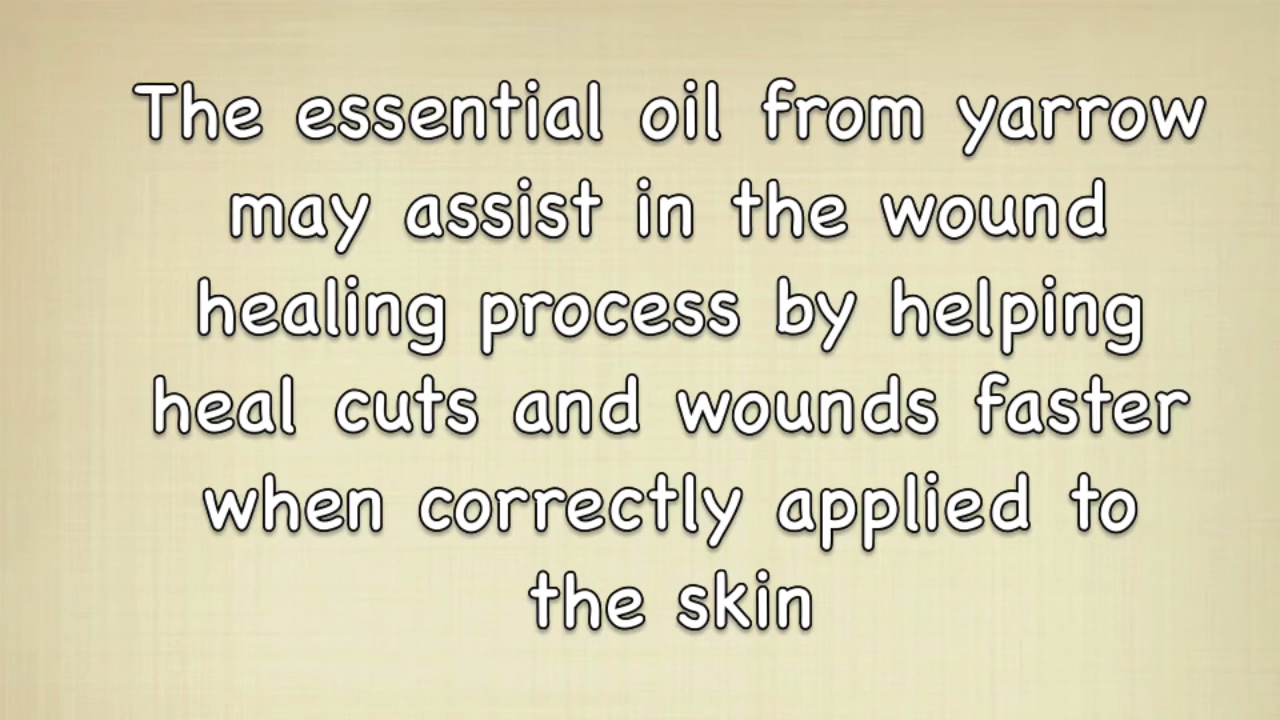 The essential oil from yarrow
may assist in the wound
healing process by helping
heal cuts and wounds faster
when correctly applied to
the skin